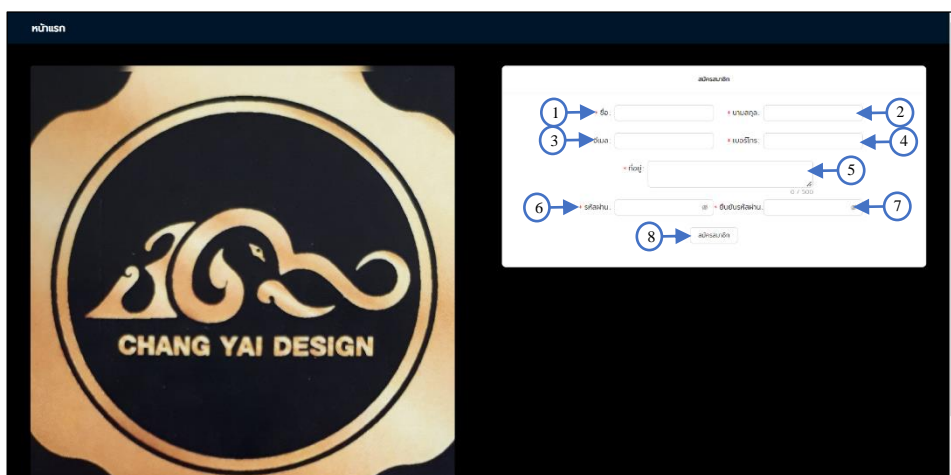 หน้าแรก
สมัครสมาชิก
1 * ชื่อ : * นามสกุล : 2
3 * อีเมล : * เบอร์โทร : 4
* ที่อยู่ : 5
0 / 500
6 * รหัสผ่าน : * ยืนยันรหัสผ่าน : 7
8 สมัครสมาชิก
CHANG YAI DESIGN